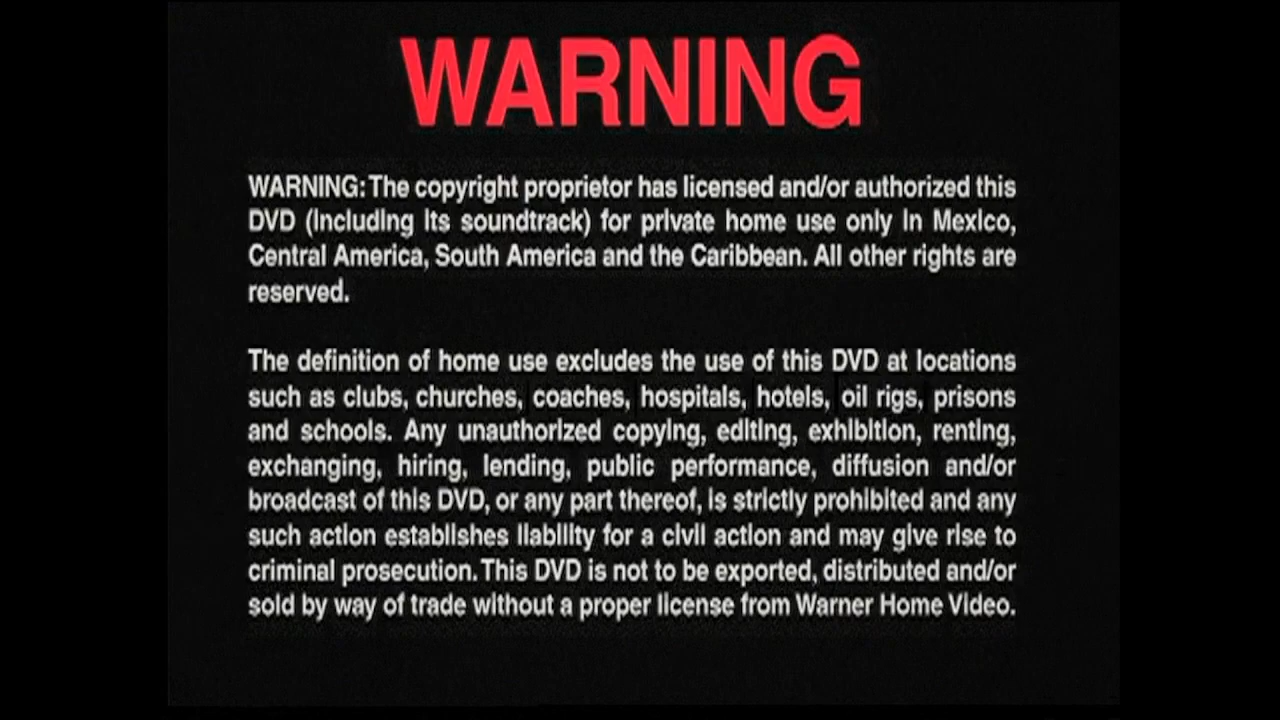 WARNING
WARNING: The copyright proprietor has licensed and/or authorized this
DVD (including its soundtrack) for private home use only in Mexico,
Central America, South America and the Caribbean. All other rights are
reserved.
The definition of home use excludes the use of this DVD at locations
such as clubs, churches, coaches, hospitals, hotels, oil rigs, prisons
and schools. Any unauthorized copying, editing, exhibition, renting,
exchanging, hiring, lending, public performance, diffusion and/or
broadcast of this DVD, or any part thereof, is strictly prohibited and any
such action establishes liability for a civil action and may give rise to
criminal prosecution. This DVD is not to be exported, distributed and/or
sold by way of trade without a proper license from Warner Home Video.